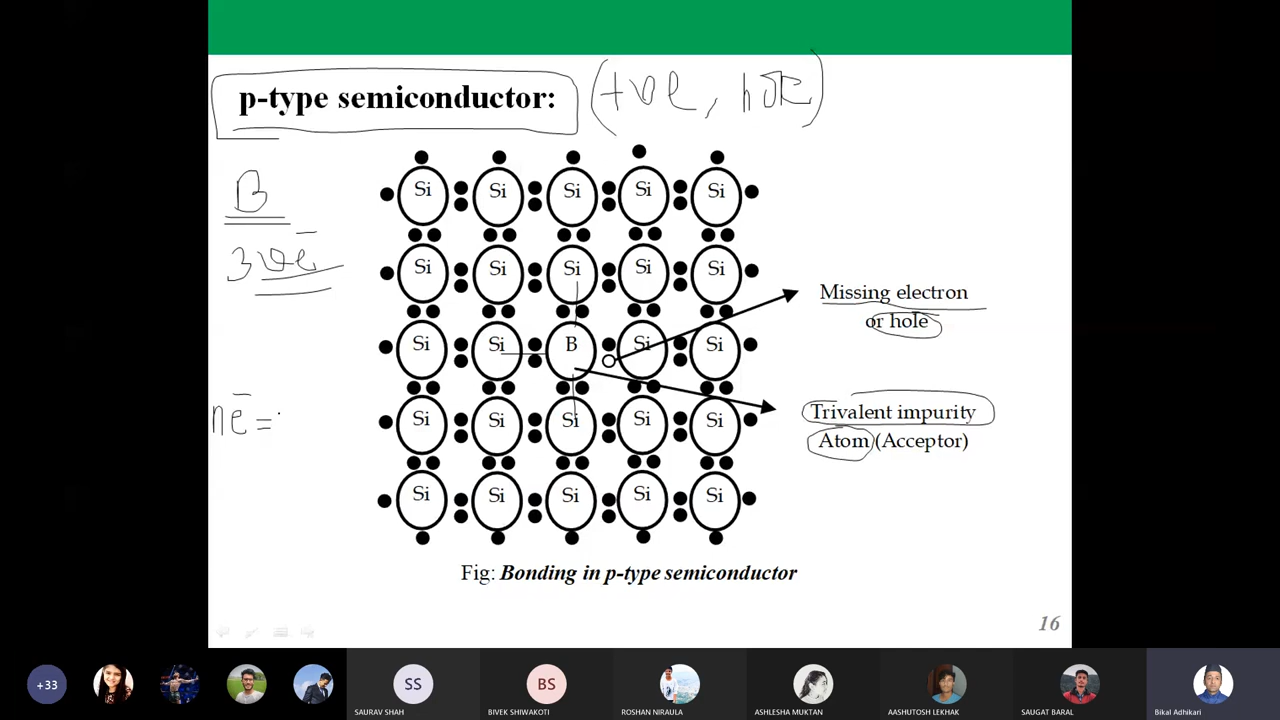 p-type semiconductor: (+ve, hole)
B
3 ve⁻
Si Si Si Si Si
Si Si Si Si Si
Si Si B Si Si
Si Si Si Si Si
Si Si Si Si Si
Missing electron
or hole
Trivalent impurity
Atom (Acceptor)
ne⁻ =
Fig: Bonding in p-type semiconductor
16
+33
SS
BS
SAURAV SHAH
BIVEK SHIWAKOTI
ROSHAN NIRAULA
ASHLESHA MUKTAN
AASHUTOSH LEKHAK
SAUGAT BARAL
Bikal Adhikari